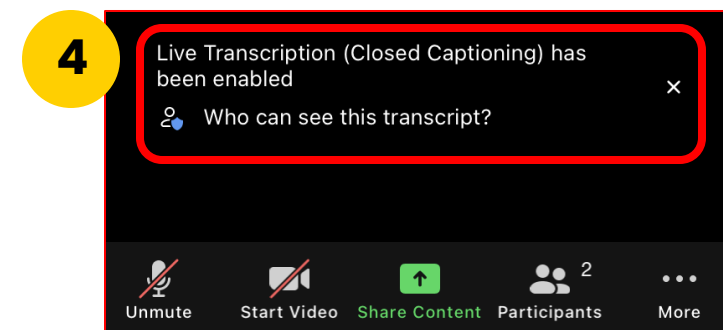 4
Live Transcription (Closed Captioning) has
been enabled
Who can see this transcript?
2
Unmute Start Video Share Content Participants More